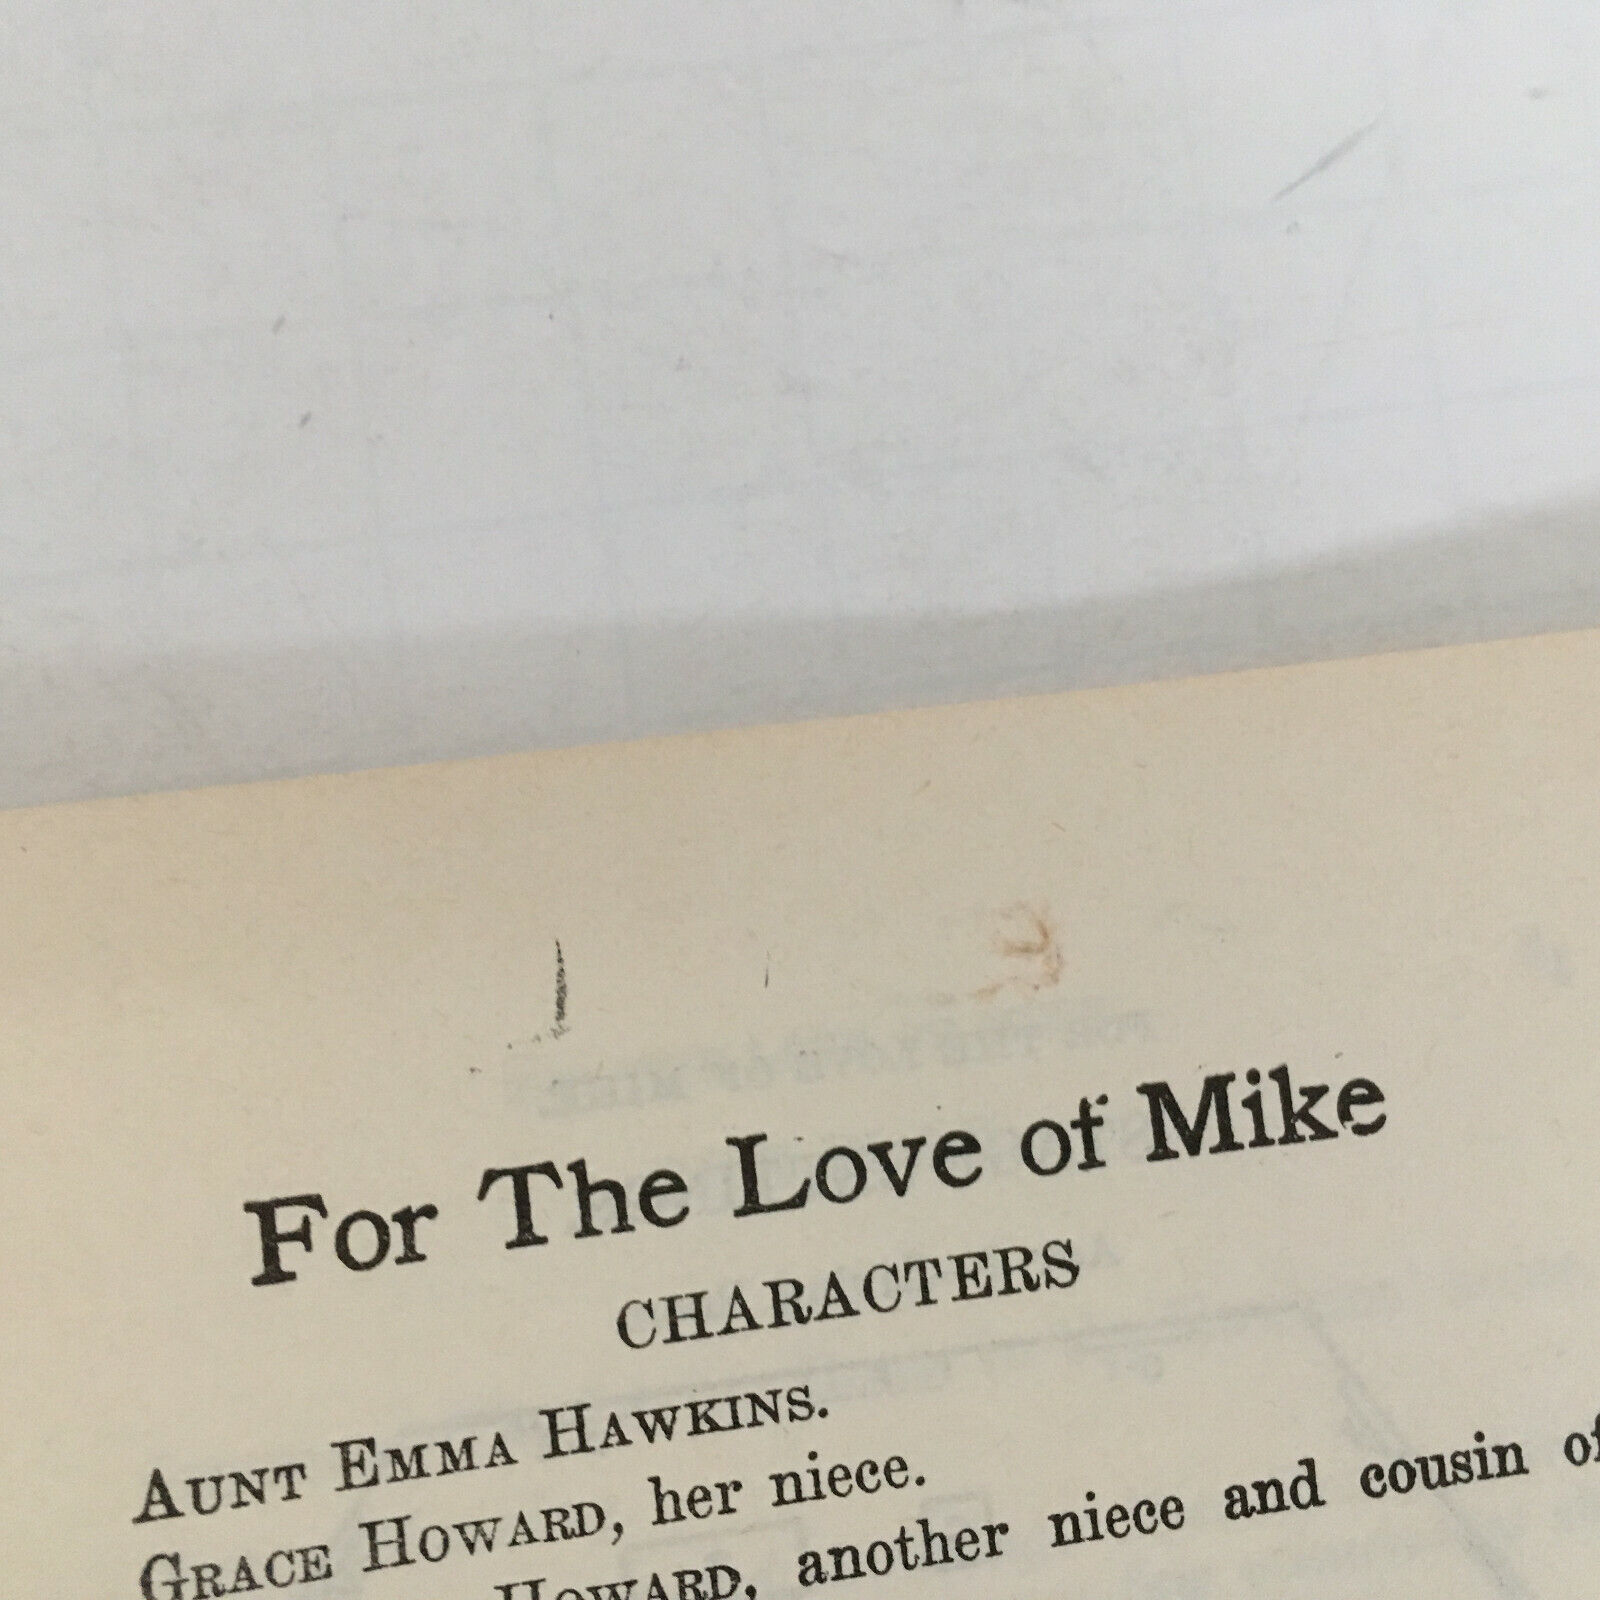 For The Love of Mike
CHARACTERS
AUNT EMMA HAWKINS.
GRACE HOWARD, her niece.
HOWARD, another niece and cousin of